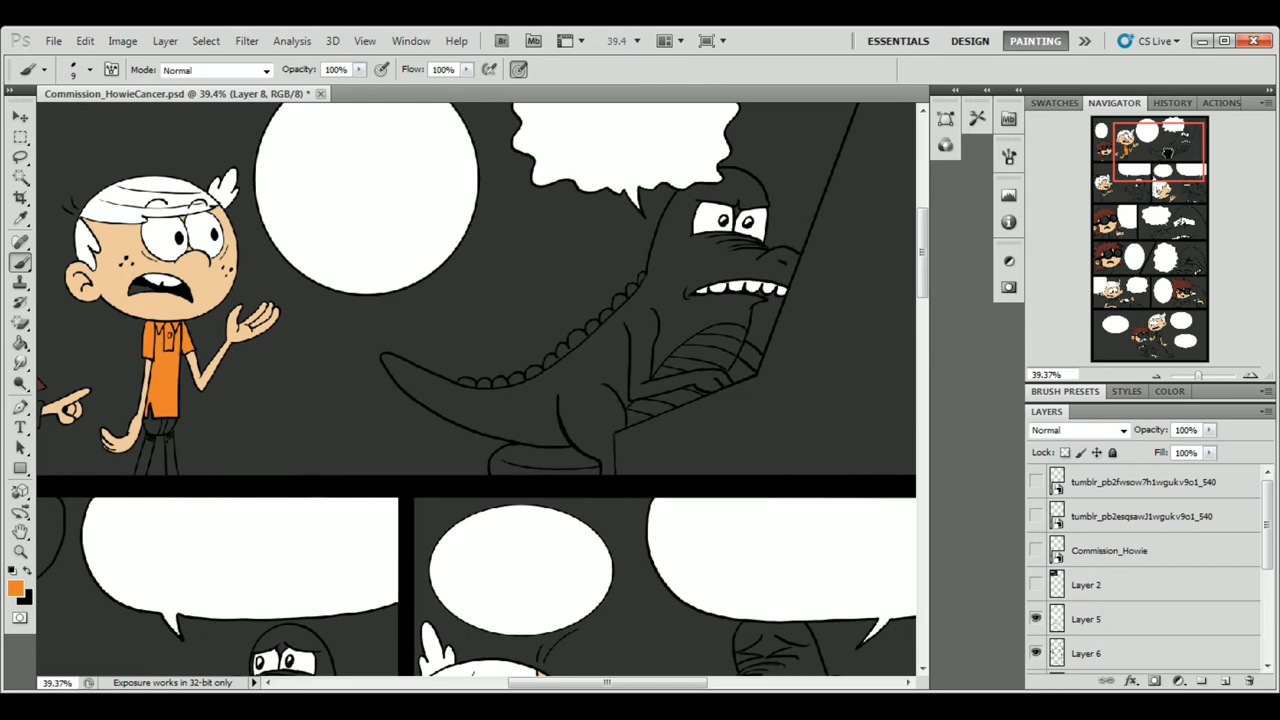 Ps File Edit Image Layer Select Filter Analysis 3D View Window Help Br Mb 39.4 ESSENTIALS DESIGN PAINTING CS Live
9 Mode: Normal Opacity: 100% Flow: 100%
Commission_HowieCancer.psd @ 39.4% (Layer 8, RGB/8) *
SWATCHES NAVIGATOR HISTORY ACTIONS
Mb
39.37%
BRUSH PRESETS STYLES COLOR
LAYERS
Normal Opacity: 100%
Lock: Fill: 100%
tumblr_pb2fwsow7h1wgukv9o1_540
tumblr_pb2esqsawJ1wgukv9o1_540
Commission_Howie
Layer 2
Layer 5
Layer 6
39.37% Exposure works in 32-bit only
fx